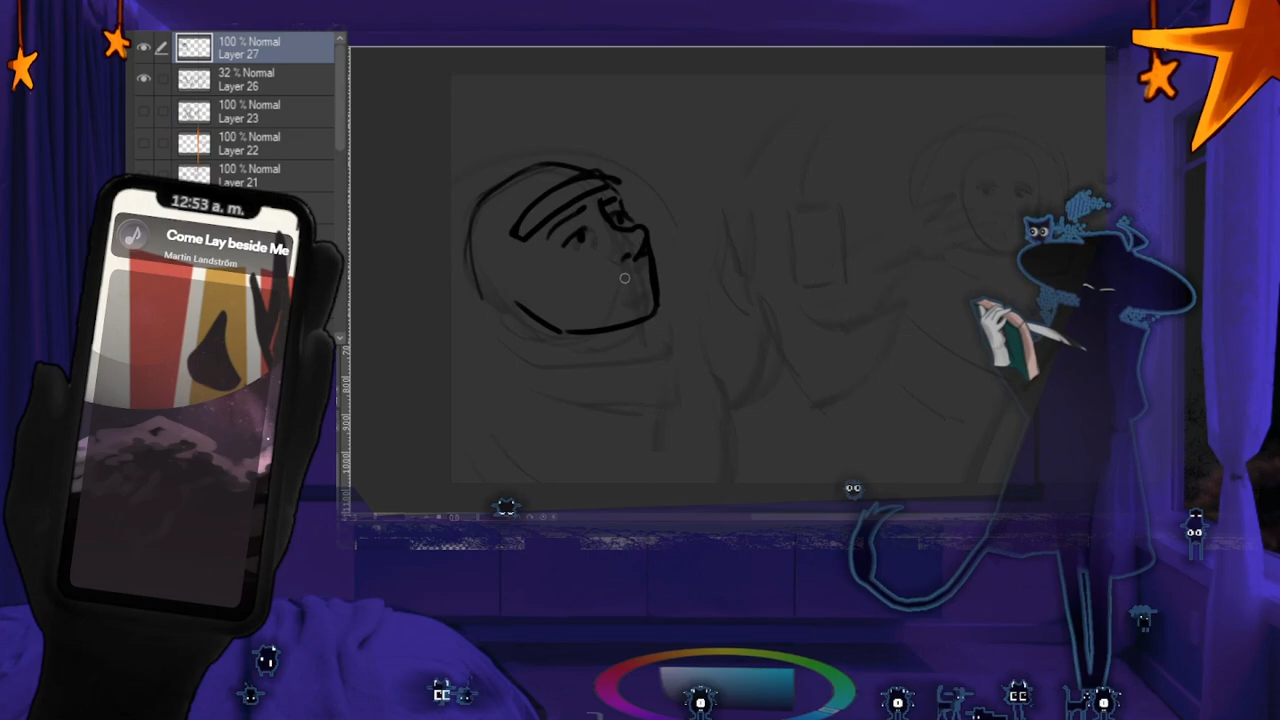 100 % Normal
Layer 27
32 % Normal
Layer 26
100 % Normal
Layer 23
100 % Normal
Layer 22
100 % Normal
Layer 21
12:53 a. m.
Come Lay beside Me
Martin Landström